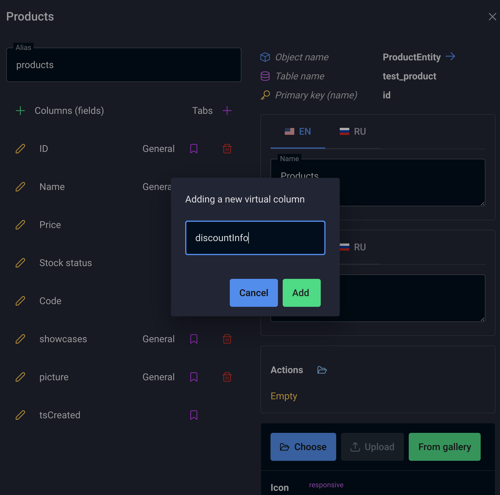 Products
Alias
products
Object name ProductEntity
Table name test_product
Primary key (name) id
Columns (fields) Tabs
ID General
Name General
Price
Stock status
Code
showcases General
picture General
tsCreated
EN RU
Name
Products
Adding a new virtual column
discountInfo
Cancel Add
RU
Actions
Empty
Choose Upload From gallery
Icon responsive